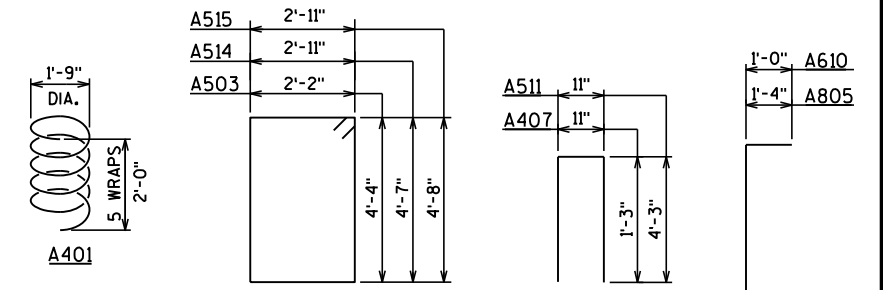 1'-9"
DIA.
5 WRAPS
2'-0"
A401
A515 2'-11"
A514 2'-11"
A503 2'-2"
4'-4"
4'-7"
4'-8"
A511 11"
A407 11"
1'-3"
4'-3"
1'-0" A610
1'-4" A805